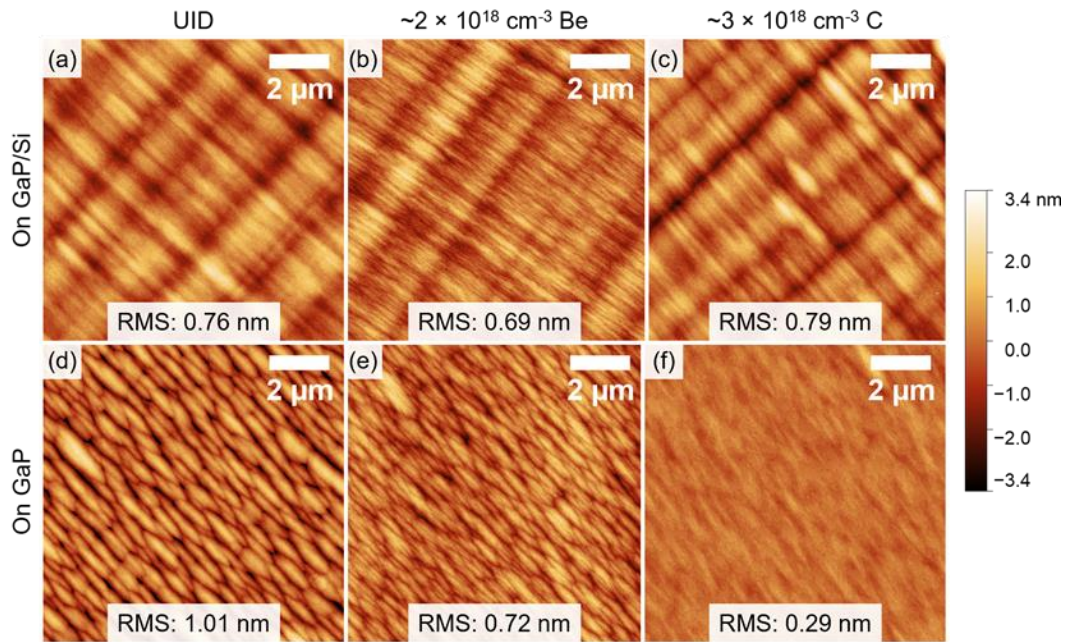 UID
~2 × 10¹⁸ cm⁻³ Be
~3 × 10¹⁸ cm⁻³ C
On GaP/Si
(a)
2 µm
RMS: 0.76 nm
(b)
2 µm
RMS: 0.69 nm
(c)
2 µm
RMS: 0.79 nm
On GaP
(d)
2 µm
RMS: 1.01 nm
(e)
2 µm
RMS: 0.72 nm
(f)
2 µm
RMS: 0.29 nm
3.4 nm
2.0
1.0
0.0
−1.0
−2.0
−3.4